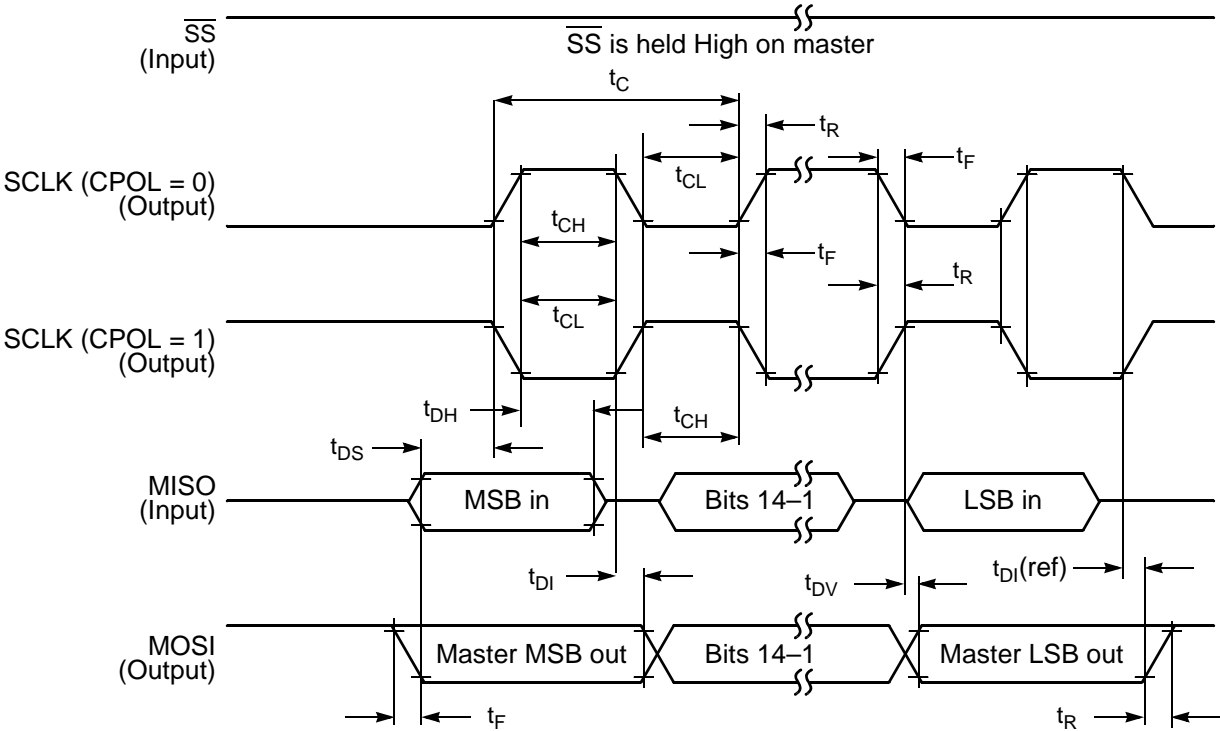 SS
(Input)
SS is held High on master
tC
tR
SCLK (CPOL = 0)
(Output)
tCL
tF
tCH
tF
tR
tCL
SCLK (CPOL = 1)
(Output)
tDH
tCH
tDS
MISO
(Input)
MSB in
Bits 14–1
LSB in
tDI
tDV
tDI(ref)
MOSI
(Output)
Master MSB out
Bits 14–1
Master LSB out
tF
tR